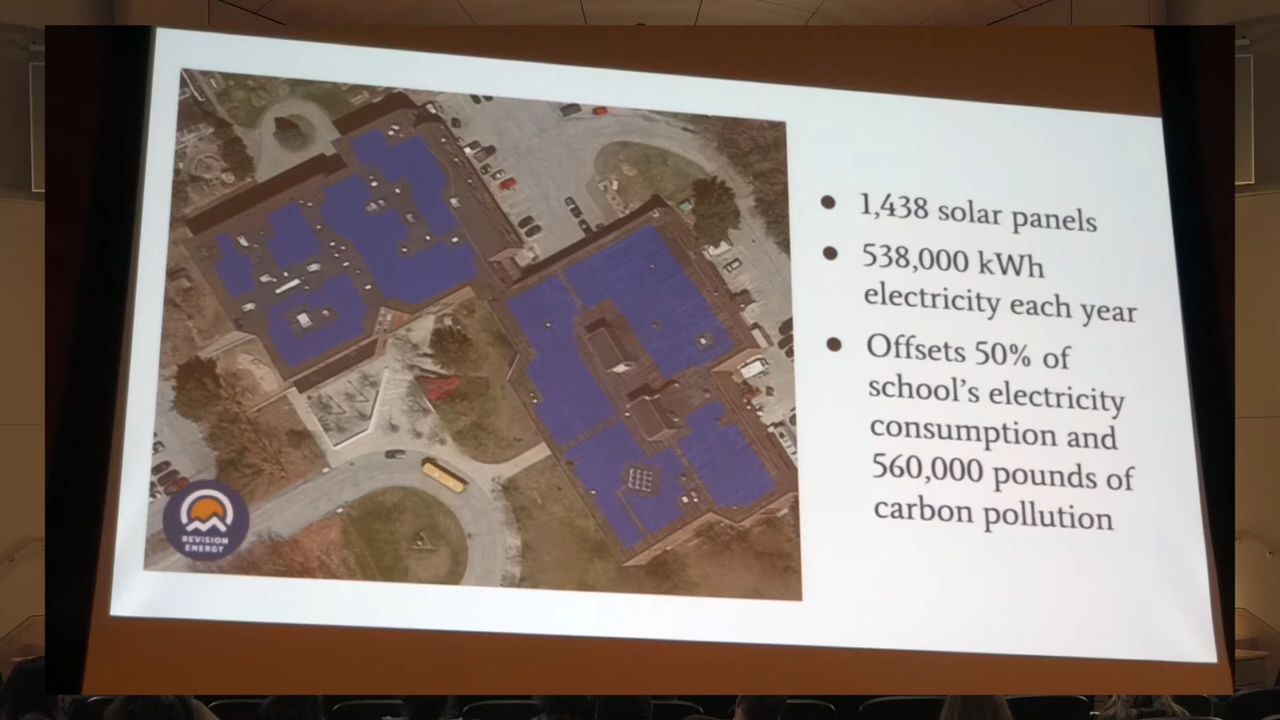 1,438 solar panels
538,000 kWh
electricity each year
Offsets 50% of
school's electricity
consumption and
560,000 pounds of
carbon pollution
REVISION
ENERGY